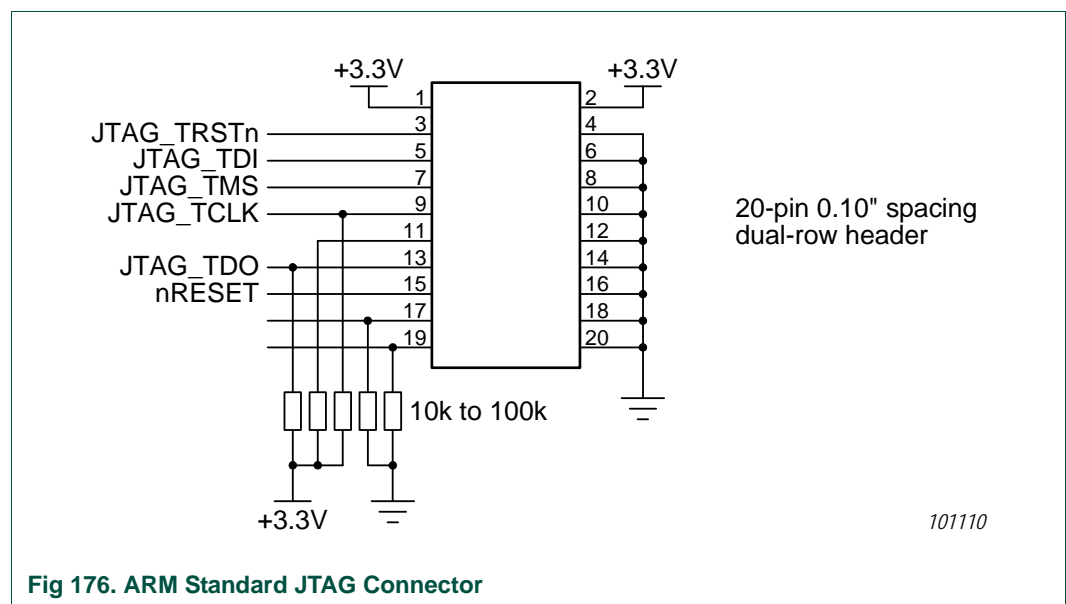 +3.3V
+3.3V
1
2
JTAG_TRSTn
3
4
JTAG_TDI
5
6
JTAG_TMS
7
8
JTAG_TCLK
9
10
11
12
JTAG_TDO
13
14
nRESET
15
16
17
18
19
20
20-pin 0.10" spacing
dual-row header
10k to 100k
+3.3V
101110
Fig 176. ARM Standard JTAG Connector